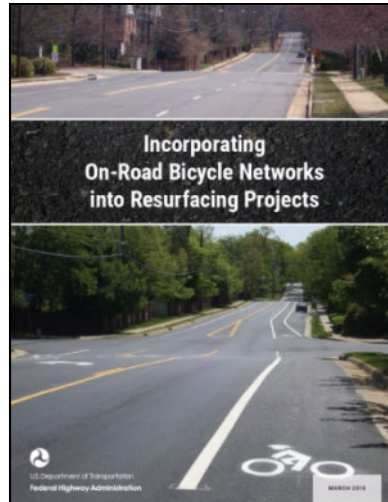 Incorporating
On-Road Bicycle Networks
into Resurfacing Projects
U.S. Department of Transportation
Federal Highway Administration
MARCH 2016